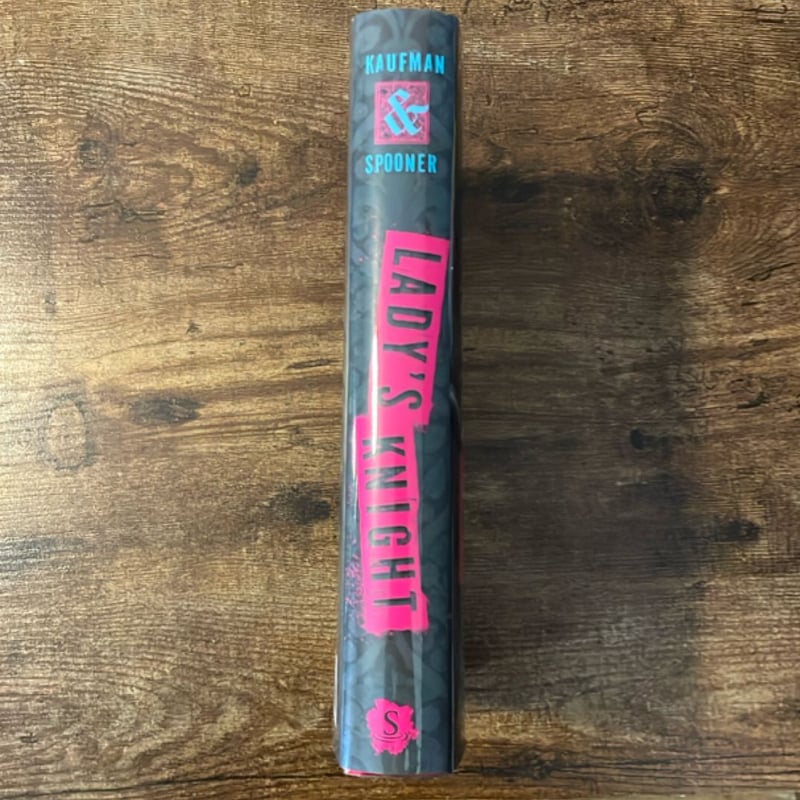 KAUFMAN
&
SPOONER
LADY'S
KNIGHT
S